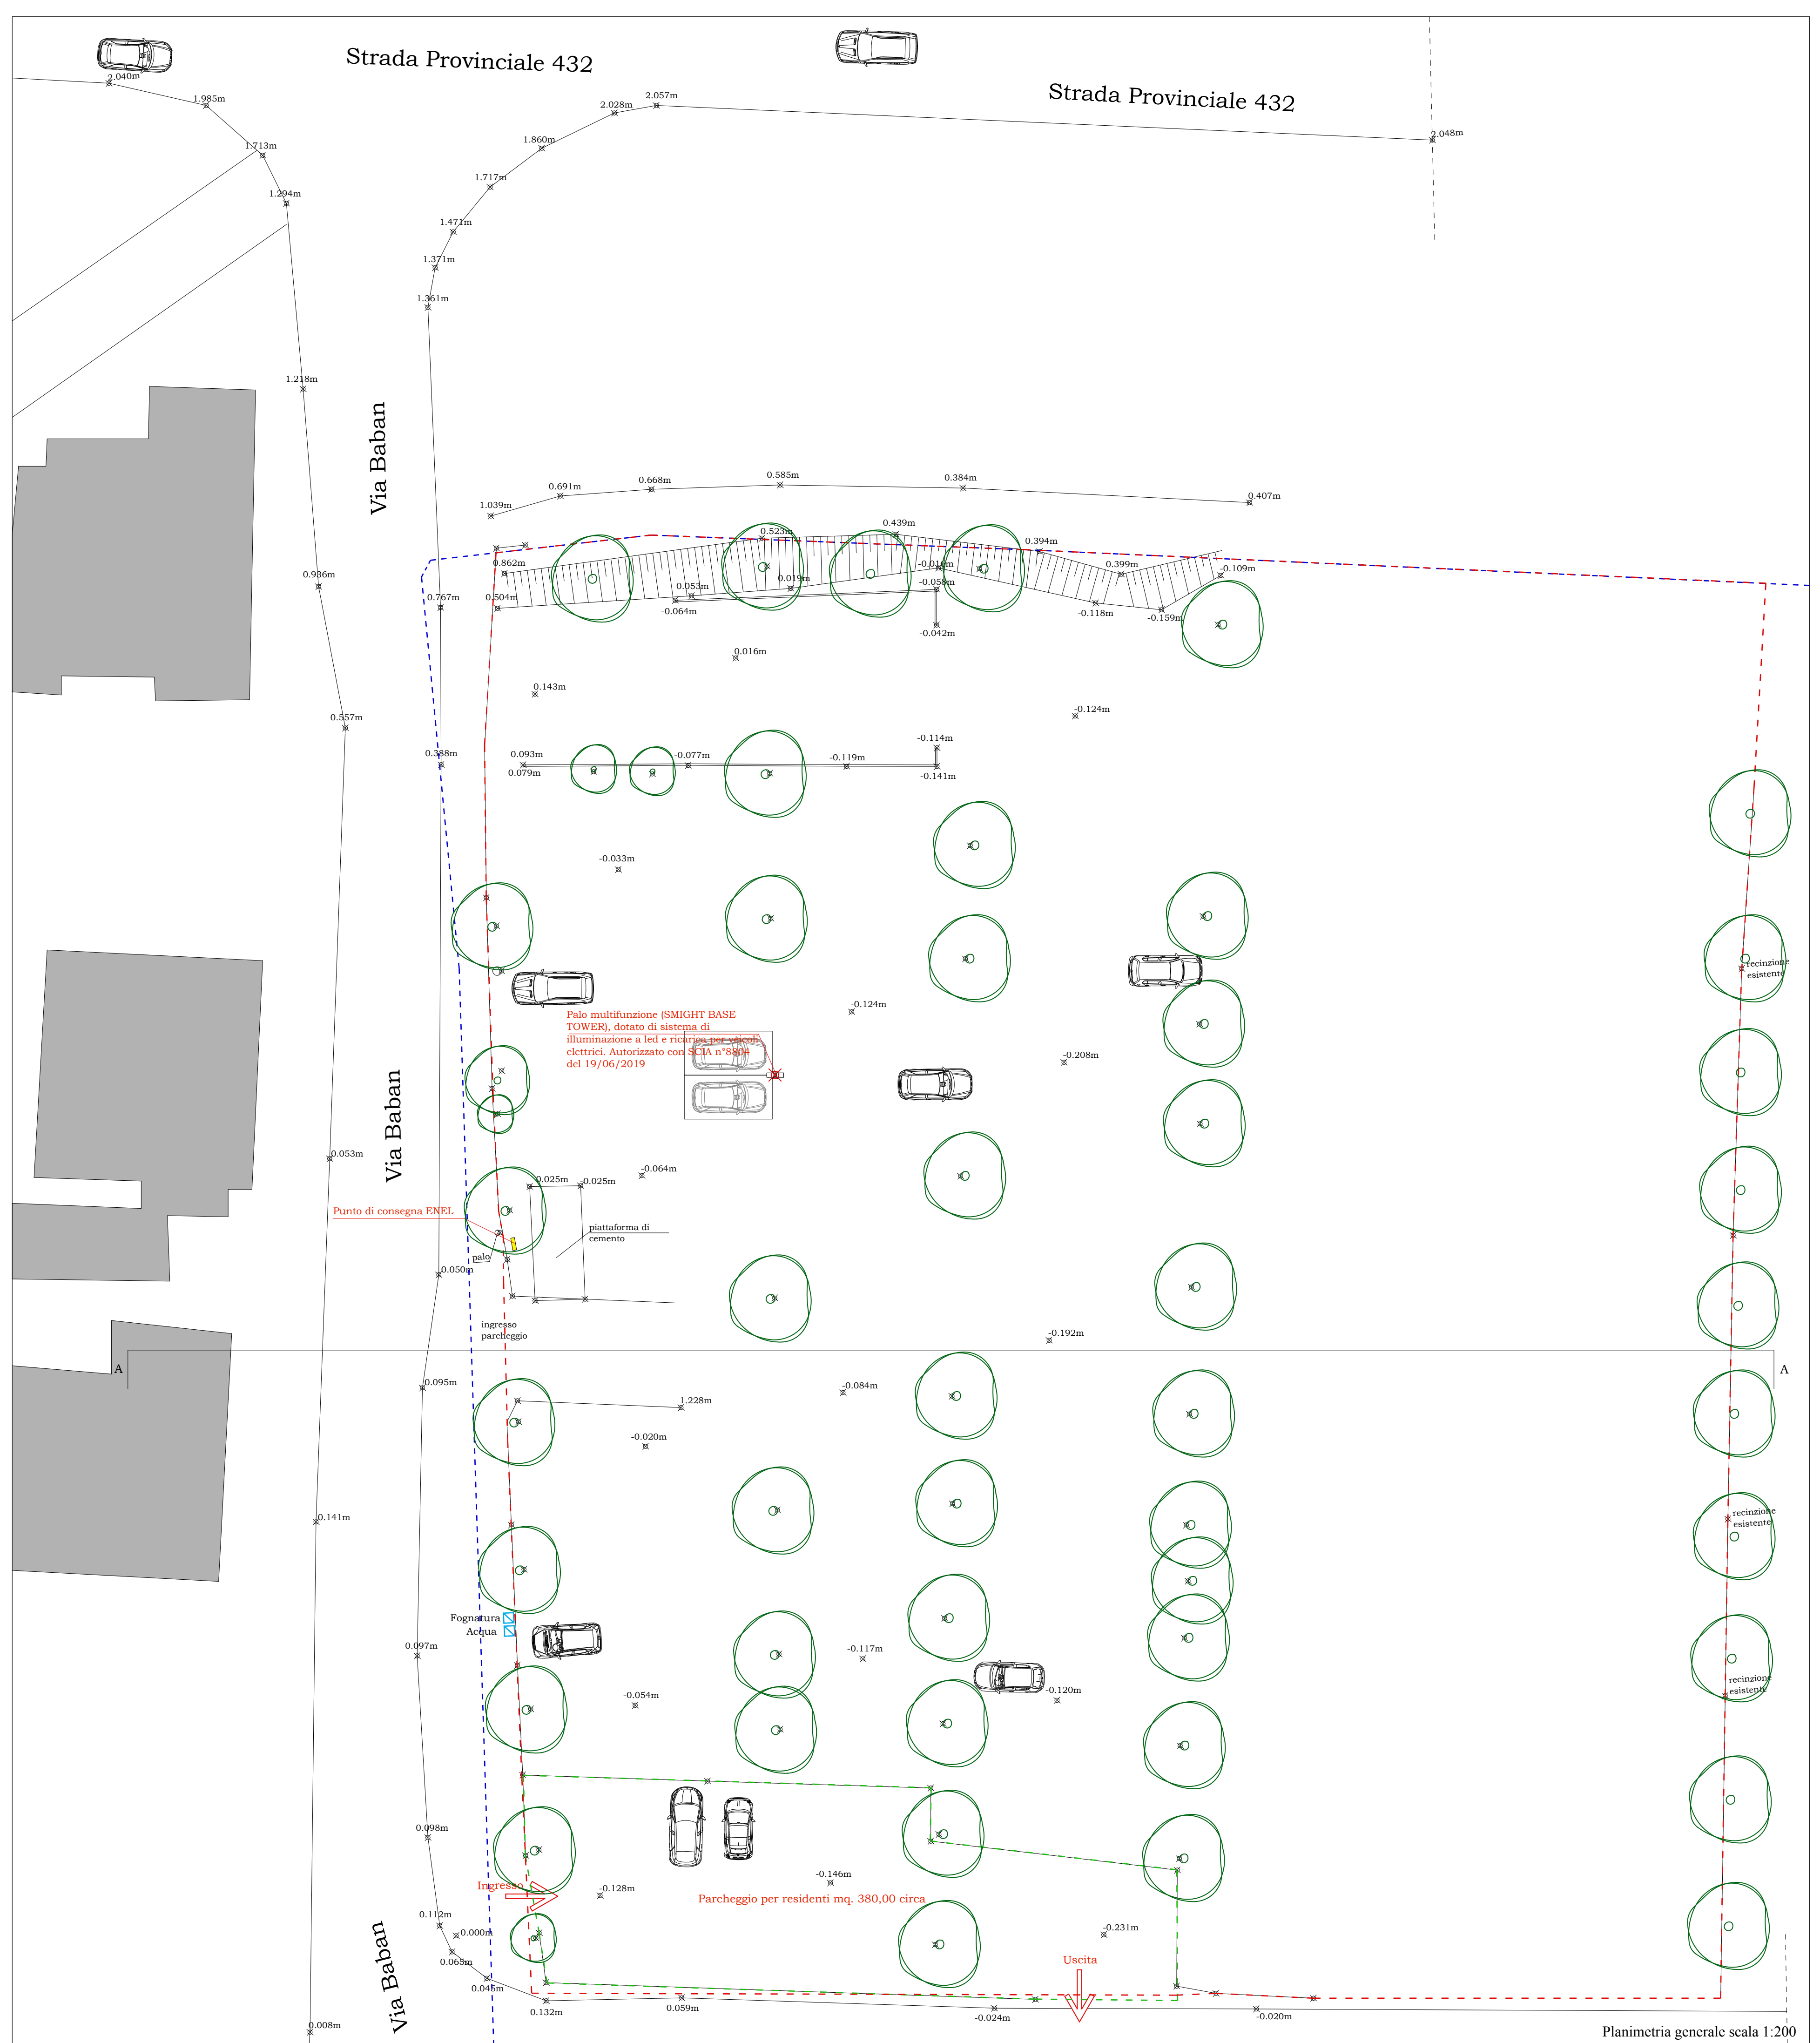 Strada Provinciale 432
Strada Provinciale 432
2.040m
1.985m
1.713m
1.294m
2.057m
2.028m
1.860m
1.717m
1.471m
1.371m
1.361m
2.048m
1.218m
Via Baban
0.936m
0.767m
0.557m
0.388m
1.039m
0.691m
0.668m
0.585m
0.384m
0.407m
0.523m
0.439m
0.394m
0.862m
0.504m
0.053m
-0.064m
0.019m
-0.016m
-0.058m
-0.042m
0.399m
-0.109m
-0.118m
-0.159m
0.016m
0.143m
-0.124m
0.093m
0.079m
-0.077m
-0.119m
-0.114m
-0.141m
-0.033m
recinzione
esistente
Palo multifunzione (SMIGHT BASE
TOWER), dotato di sistema di
illuminazione a led e ricarica per veicoli
elettrici. Autorizzato con SCIA n°8804
del 19/06/2019
-0.124m
-0.208m
Via Baban
0.053m
-0.064m
0.025m
-0.025m
Punto di consegna ENEL
piattaforma di
cemento
palo
0.050m
ingresso
parcheggio
-0.192m
A
A
0.095m
-0.084m
1.228m
-0.020m
0.141m
recinzione
esistente
Fognatura
Acqua
0.097m
-0.117m
-0.054m
-0.120m
recinzione
esistente
0.098m
Ingresso
-0.128m
-0.146m
Parcheggio per residenti mq. 380,00 circa
0.112m
0.000m
0.065m
0.046m
-0.231m
Uscita
Via Baban
0.132m
0.059m
-0.024m
-0.020m
0.008m
Planimetria generale scala 1:200